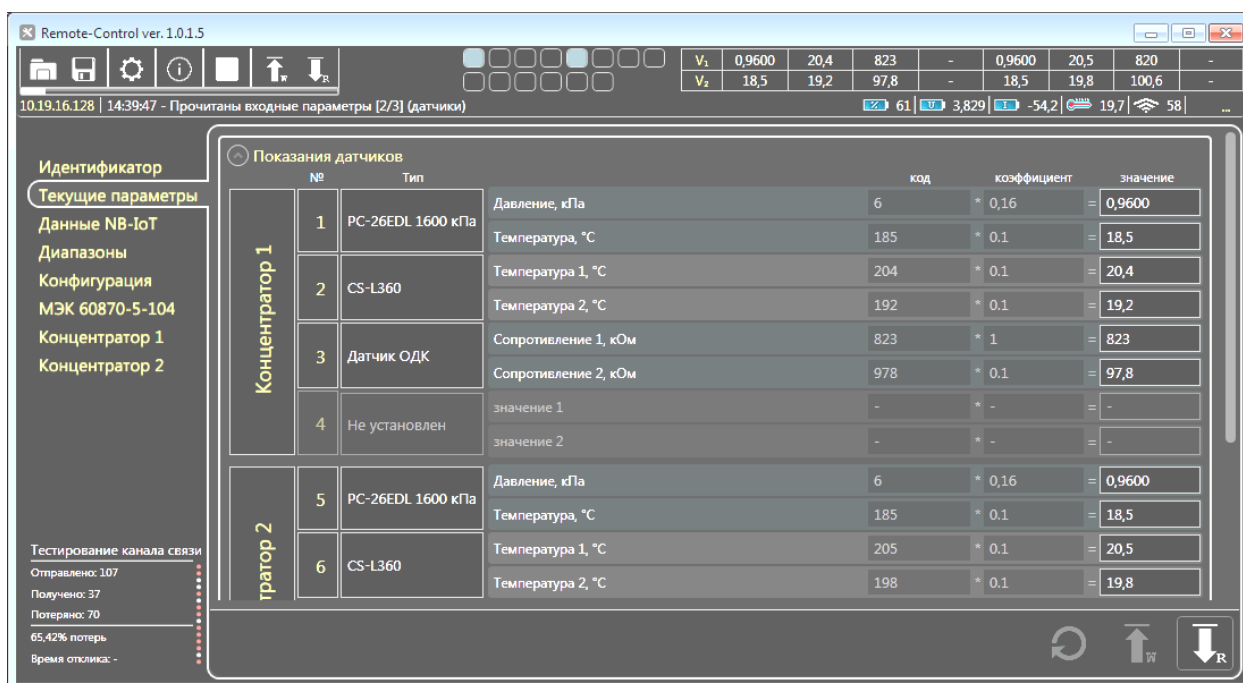 Remote-Control ver. 1.0.1.5
W R V₁ 0,9600 20,4 823 - 0,9600 20,5 820 -
V₂ 18,5 19,2 97,8 - 18,5 19,8 100,6 -
10.19.16.128 14:39:47 - Прочитаны входные параметры [2/3] (датчики) % 61 U 3,829 I -54,2 19,7 58 ...
Идентификатор
Текущие параметры
Данные NB-IoT
Диапазоны
Конфигурация
МЭК 60870-5-104
Концентратор 1
Концентратор 2
Показания датчиков
№ Тип код коэффициент значение
Концентратор 1
1 PC-26EDL 1600 кПа Давление, кПа 6 * 0,16 = 0,9600
Температура, °C 185 * 0.1 = 18,5
2 CS-L360 Температура 1, °C 204 * 0.1 = 20,4
Температура 2, °C 192 * 0.1 = 19,2
3 Датчик ОДК Сопротивление 1, кОм 823 * 1 = 823
Сопротивление 2, кОм 978 * 0.1 = 97,8
4 Не установлен значение 1 - * - = -
значение 2 - * - = -
тратор 2
5 PC-26EDL 1600 кПа Давление, кПа 6 * 0,16 = 0,9600
Температура, °C 185 * 0.1 = 18,5
6 CS-L360 Температура 1, °C 205 * 0.1 = 20,5
Температура 2, °C 198 * 0.1 = 19,8
Тестирование канала связи
Отправлено: 107
Получено: 37
Потеряно: 70
65,42% потерь
Время отклика: -
W R